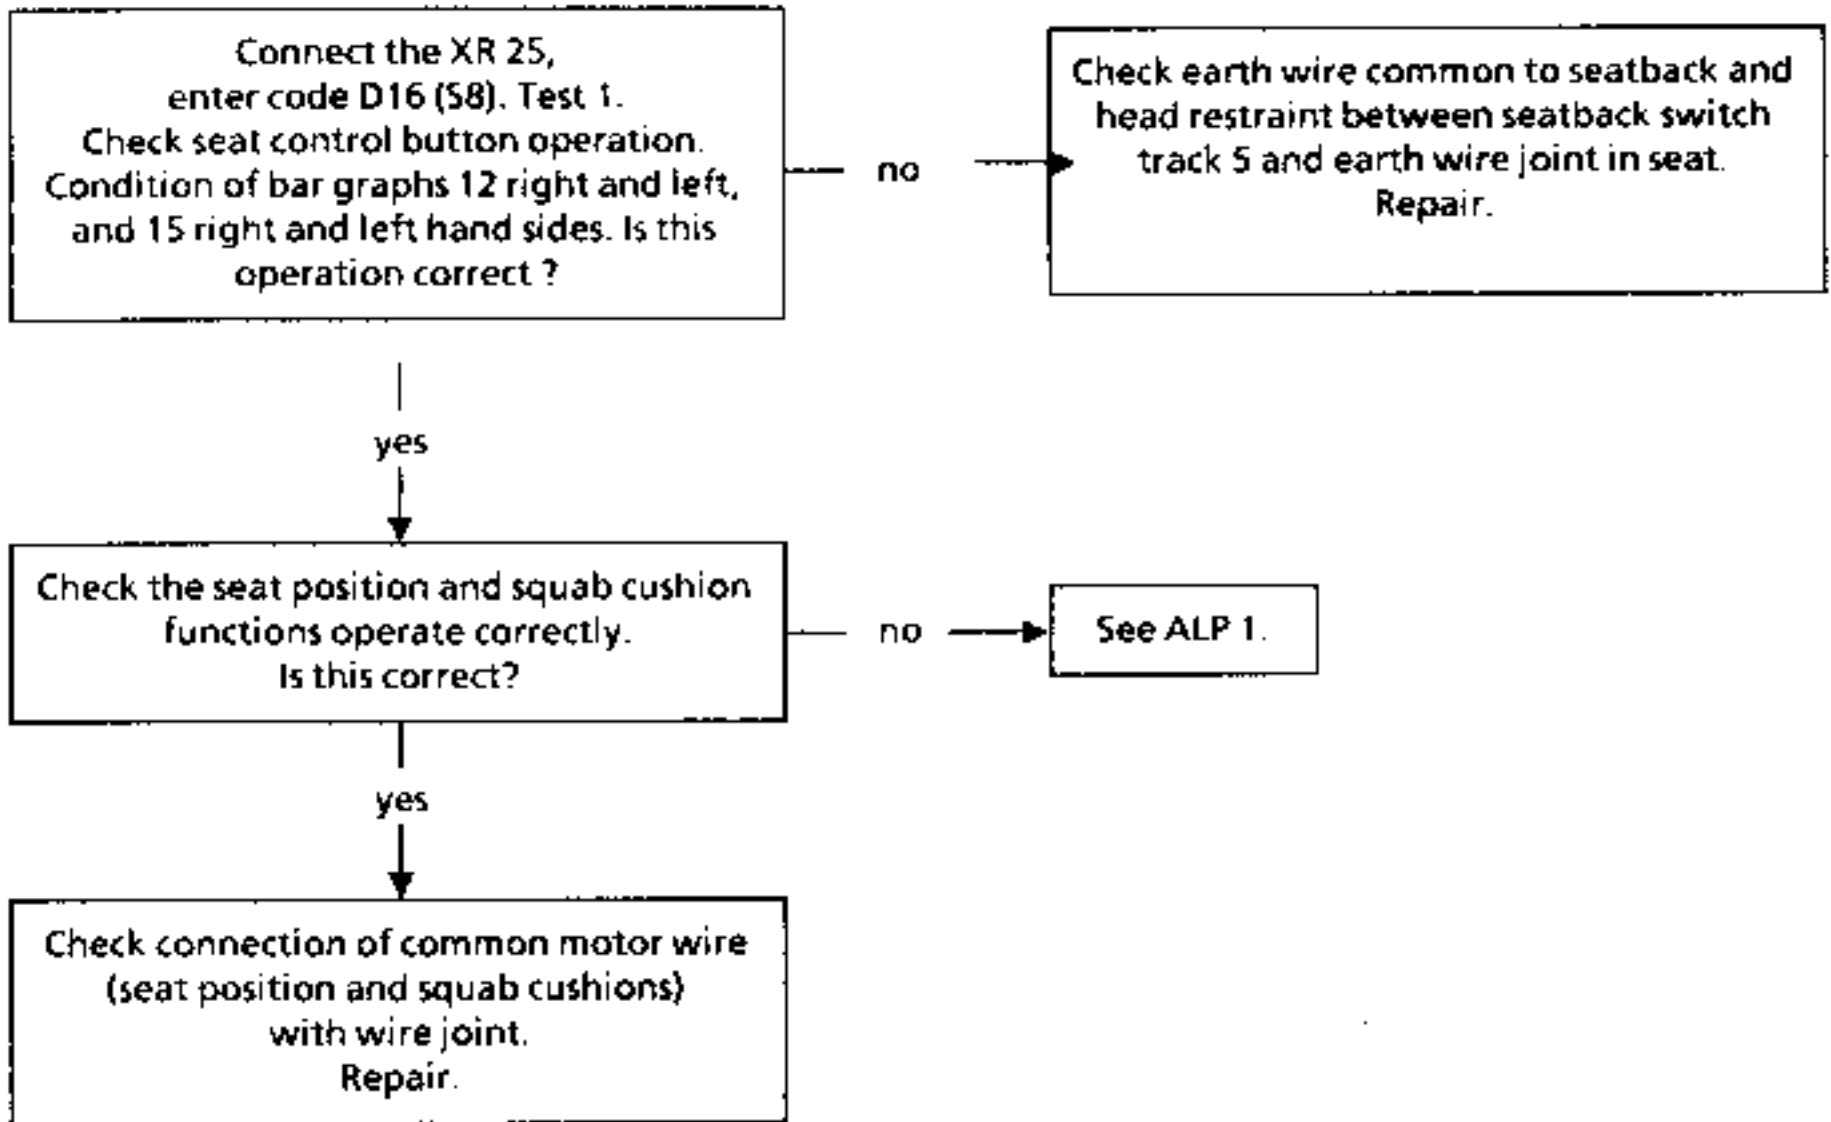 Connect the XR 25,
enter code D16 (S8). Test 1.
Check seat control button operation.
Condition of bar graphs 12 right and left,
and 15 right and left hand sides. Is this
operation correct ?
no
Check earth wire common to seatback and
head restraint between seatback switch
track 5 and earth wire joint in seat.
Repair.
yes
Check the seat position and squab cushion
functions operate correctly.
Is this correct?
no
See ALP 1.
yes
Check connection of common motor wire
(seat position and squab cushions)
with wire joint.
Repair.